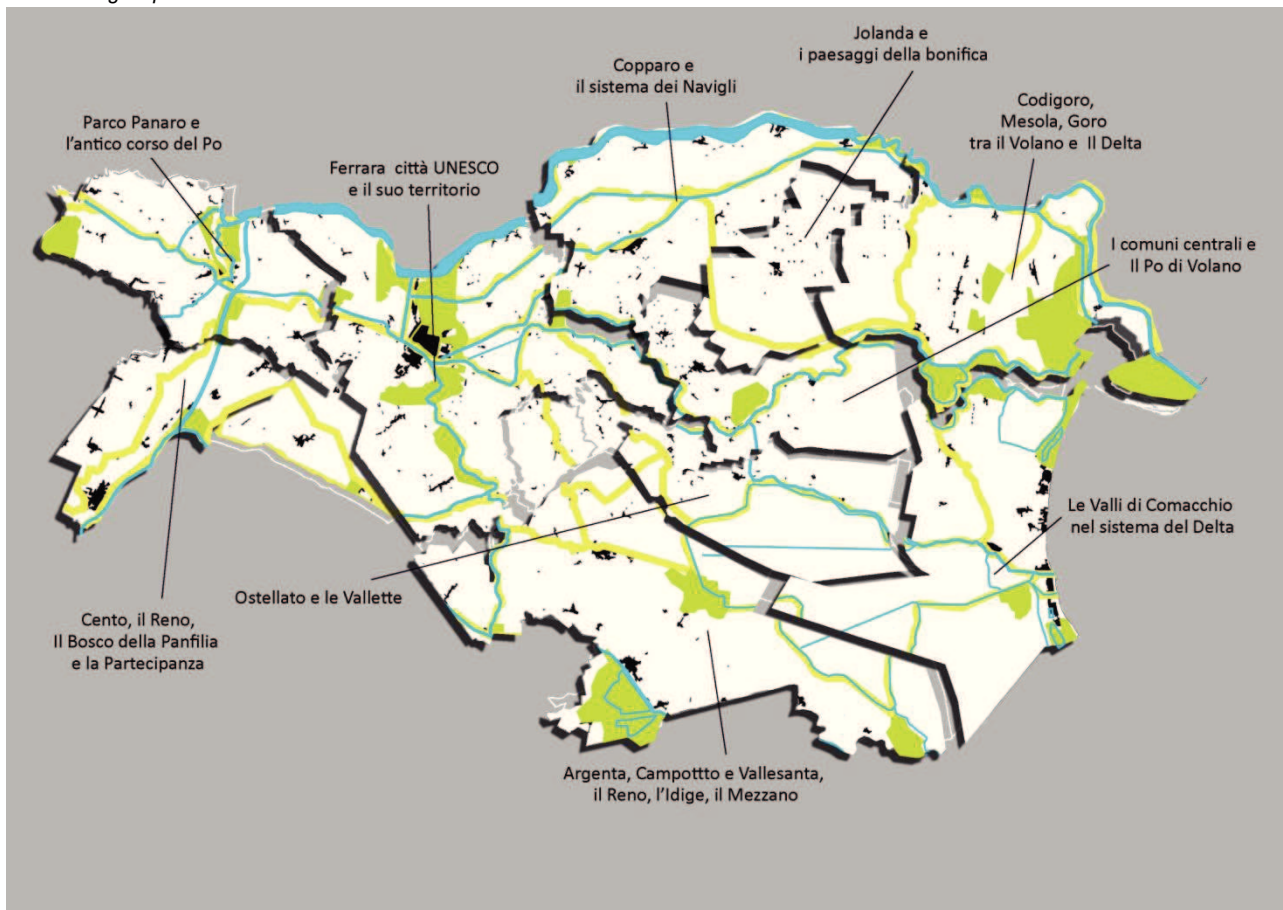 Jolanda e
i paesaggi della bonifica
Copparo e
il sistema dei Navigli
Codigoro,
Mesola, Goro
tra il Volano e Il Delta
Parco Panaro e
l'antico corso del Po
Ferrara città UNESCO
e il suo territorio
I comuni centrali e
Il Po di Volano
Le Valli di Comacchio
nel sistema del Delta
Ostellato e le Vallette
Cento, il Reno,
Il Bosco della Panfilia
e la Partecipanza
Argenta, Campottto e Vallesanta,
il Reno, l'Idige, il Mezzano